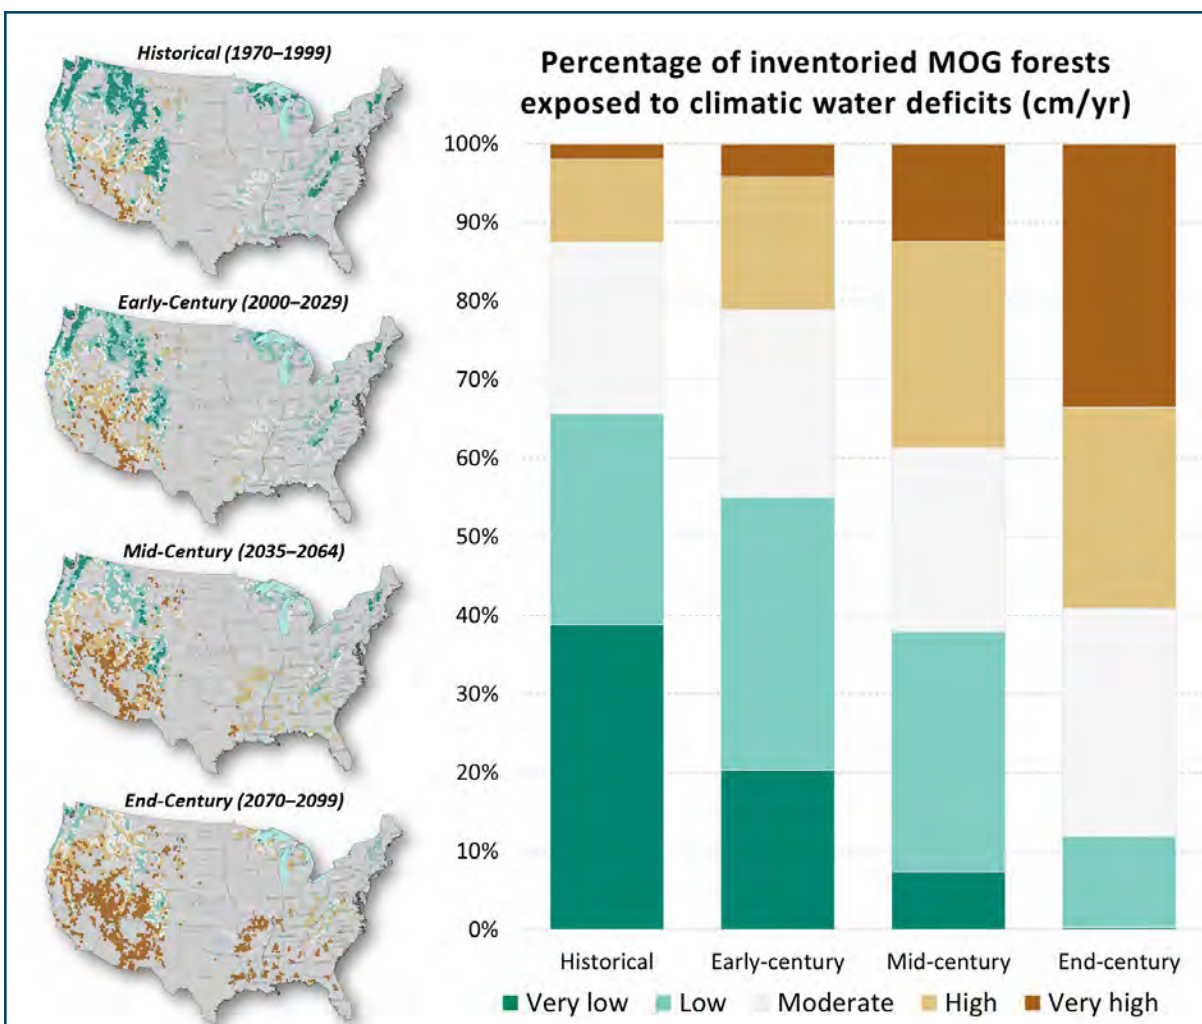 Historical (1970–1999)
Early-Century (2000–2029)
Mid-Century (2035–2064)
End-Century (2070–2099)
Percentage of inventoried MOG forests
exposed to climatic water deficits (cm/yr)
100%
90%
80%
70%
60%
50%
40%
30%
20%
10%
0%
Historical
Early-century
Mid-century
End-century
Very low
Low
Moderate
High
Very high